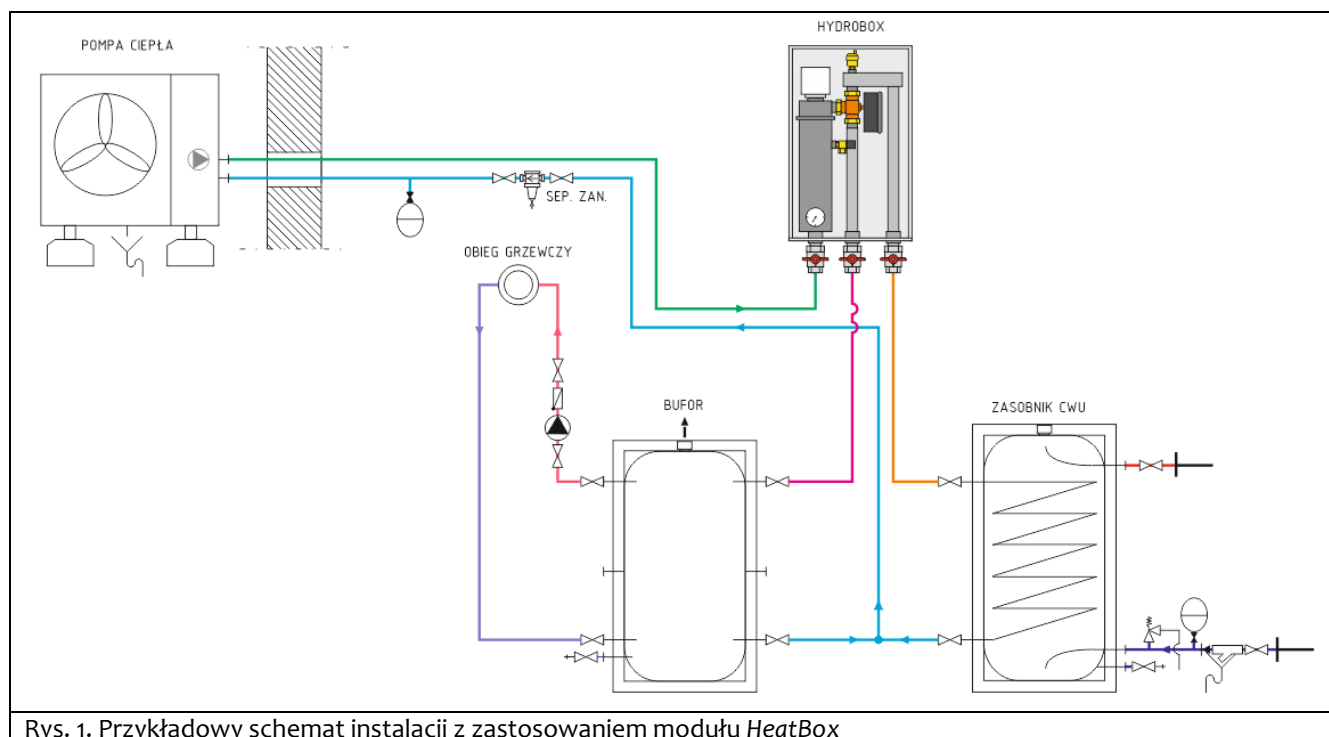 HYDROBOX
POMPA CIEPŁA
SEP. ZAN.
OBIEG GRZEWCZY
BUFOR
ZASOBNIK CWU
Rys. 1. Przykładowy schemat instalacji z zastosowaniem modułu HeatBox